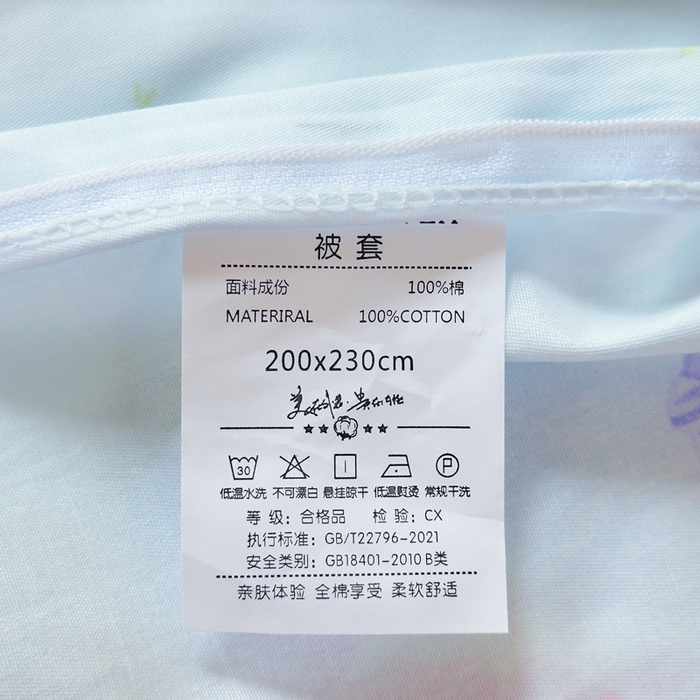 被套
面料成份 100%棉
MATERIRAL 100%COTTON
200x230cm
30
P
低温水洗 不可漂白 悬挂晾干 低温熨烫 常规干洗
等 级：合格品 检 验：CX
执行标准：GB/T22796-2021
安全类别：GB18401-2010 B类
亲肤体验 全棉享受 柔软舒适